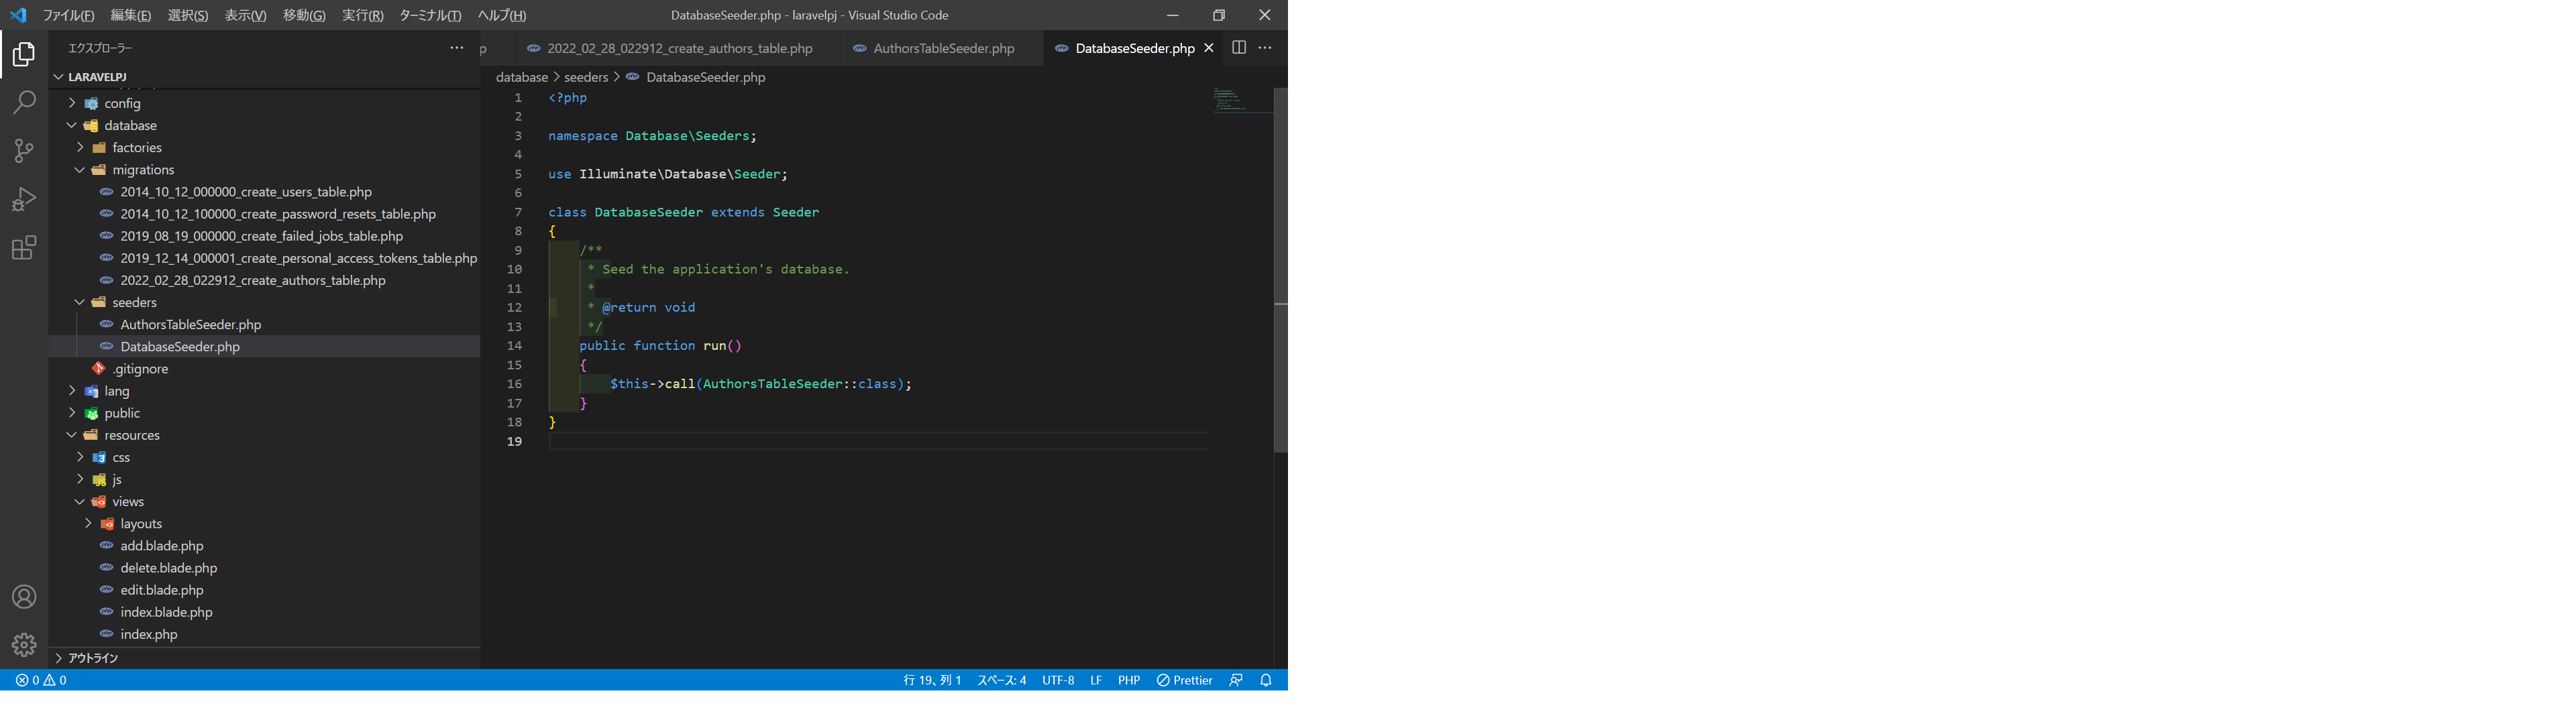 ファイル(F) 編集(E) 選択(S) 表示(V) 移動(G) 実行(R) ターミナル(T) ヘルプ(H) DatabaseSeeder.php - laravelpj - Visual Studio Code
エクスプローラー
LARAVELPJ
config
database
factories
migrations
2014_10_12_000000_create_users_table.php
2014_10_12_100000_create_password_resets_table.php
2019_08_19_000000_create_failed_jobs_table.php
2019_12_14_000001_create_personal_access_tokens_table.php
2022_02_28_022912_create_authors_table.php
seeders
AuthorsTableSeeder.php
DatabaseSeeder.php
.gitignore
lang
public
resources
css
js
views
layouts
add.blade.php
delete.blade.php
edit.blade.php
index.blade.php
index.php
アウトライン
p 2022_02_28_022912_create_authors_table.php AuthorsTableSeeder.php DatabaseSeeder.php
database > seeders > DatabaseSeeder.php
1 <?php
2
3 namespace Database\Seeders;
4
5 use Illuminate\Database\Seeder;
6
7 class DatabaseSeeder extends Seeder
8 {
9 /**
10 * Seed the application's database.
11 *
12 * @return void
13 */
14 public function run()
15 {
16 $this->call(AuthorsTableSeeder::class);
17 }
18 }
19
0 0 行 19、列 1 スペース: 4 UTF-8 LF PHP Prettier